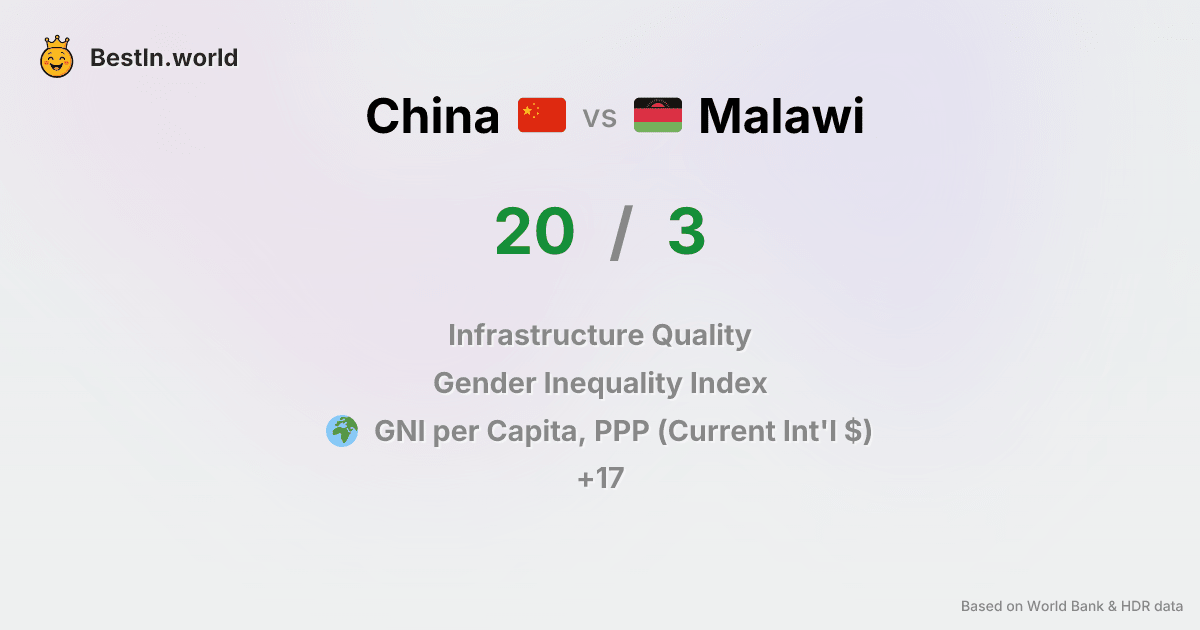 BestIn.world
China vs Malawi
20 / 3
Infrastructure Quality
Gender Inequality Index
GNI per Capita, PPP (Current Int'l $)
+17
Based on World Bank & HDR data